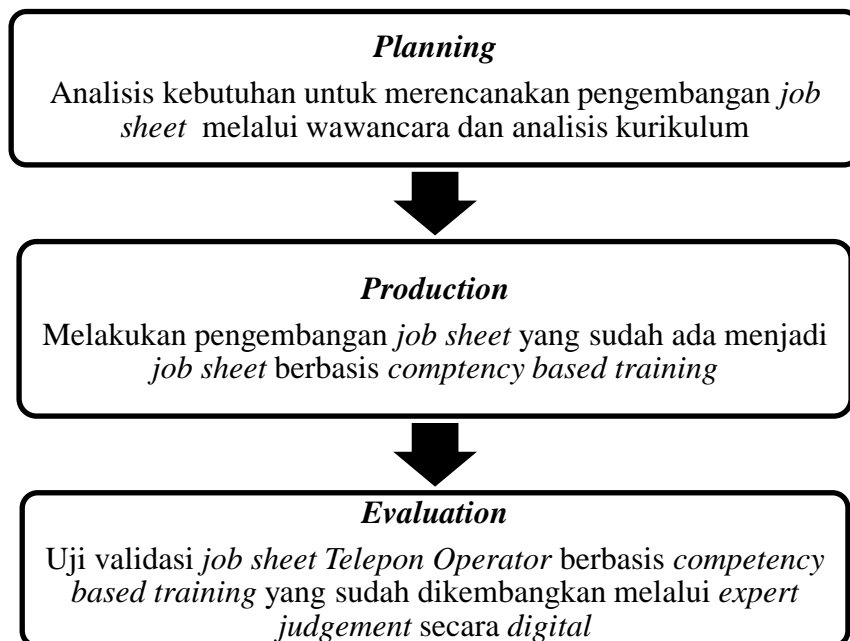 Planning
Analisis kebutuhan untuk merencanakan pengembangan job
sheet melalui wawancara dan analisis kurikulum
Production
Melakukan pengembangan job sheet yang sudah ada menjadi
job sheet berbasis comptency based training
Evaluation
Uji validasi job sheet Telepon Operator berbasis competency
based training yang sudah dikembangkan melalui expert
judgement secara digital